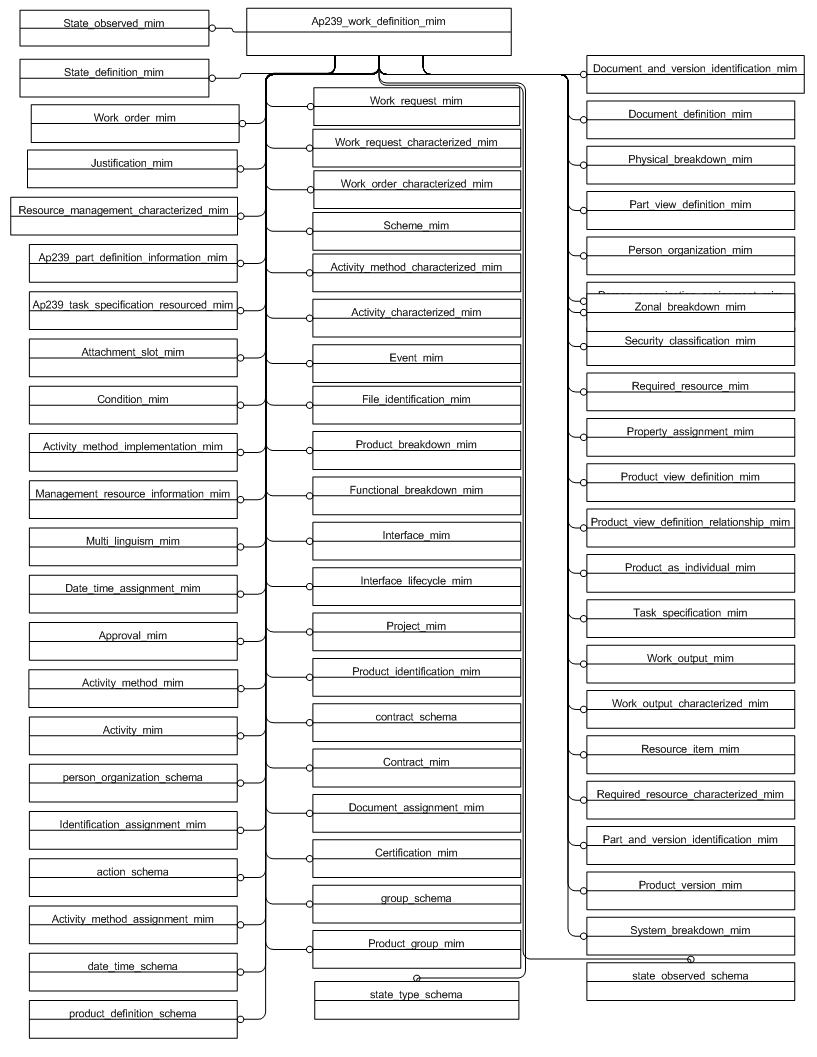 Ap239_work_definition_mim
State_observed_mim
State_definition_mim
Work_order_mim
Justification_mim
Resource_management_characterized_mim
Ap239_part_definition_information_mim
Ap239_task_specification_resourced_mim
Attachment_slot_mim
Condition_mim
Activity_method_implementation_mim
Management_resource_information_mim
Multi_linguism_mim
Date_time_assignment_mim
Approval_mim
Activity_method_mim
Activity_mim
person_organization_schema
Identification_assignment_mim
action_schema
Activity_method_assignment_mim
date_time_schema
product_definition_schema
Work_request_mim
Work_request_characterized_mim
Work_order_characterized_mim
Scheme_mim
Activity_method_characterized_mim
Activity_characterized_mim
Event_mim
File_identification_mim
Product_breakdown_mim
Functional_breakdown_mim
Interface_mim
Interface_lifecycle_mim
Project_mim
Product_identification_mim
contract_schema
Contract_mim
Document_assignment_mim
Certification_mim
group_schema
Product_group_mim
state_type_schema
Document_and_version_identification_mim
Document_definition_mim
Physical_breakdown_mim
Part_view_definition_mim
Person_organization_mim
Zonal_breakdown_mim
Security_classification_mim
Required_resource_mim
Property_assignment_mim
Product_view_definition_mim
Product_view_definition_relationship_mim
Product_as_individual_mim
Task_specification_mim
Work_output_mim
Work_output_characterized_mim
Resource_item_mim
Required_resource_characterized_mim
Part_and_version_identification_mim
Product_version_mim
System_breakdown_mim
state_observed_schema